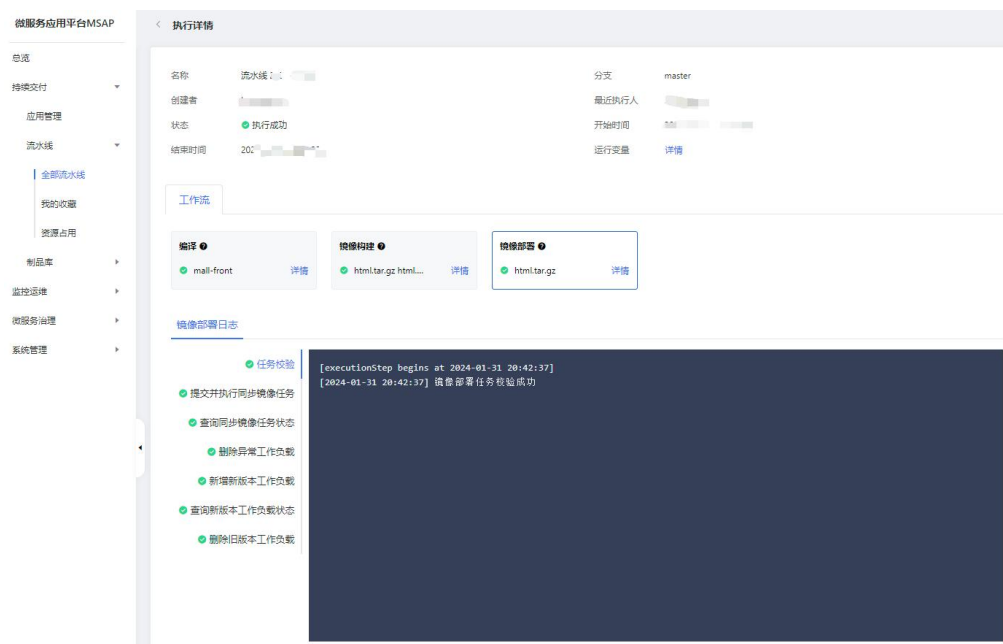 微服务应用平台MSAP
总览
持续交付
应用管理
流水线
全部流水线
我的收藏
资源占用
制品库
监控运维
微服务治理
系统管理
执行详情
名称 流水线
分支 master
创建者
最近执行人
状态 执行成功
开始时间
结束时间
运行变量 详情
工作流
编译
mall-front 详情
镜像构建
html.tar.gz html.... 详情
镜像部署
html.tar.gz 详情
镜像部署日志
任务校验
提交并执行同步镜像任务
查询同步镜像任务状态
删除异常工作负载
新增新版本工作负载
查询新版本工作负载状态
删除旧版本工作负载
[executionStep begins at 2024-01-31 20:42:37]
[2024-01-31 20:42:37] 镜像部署任务校验成功